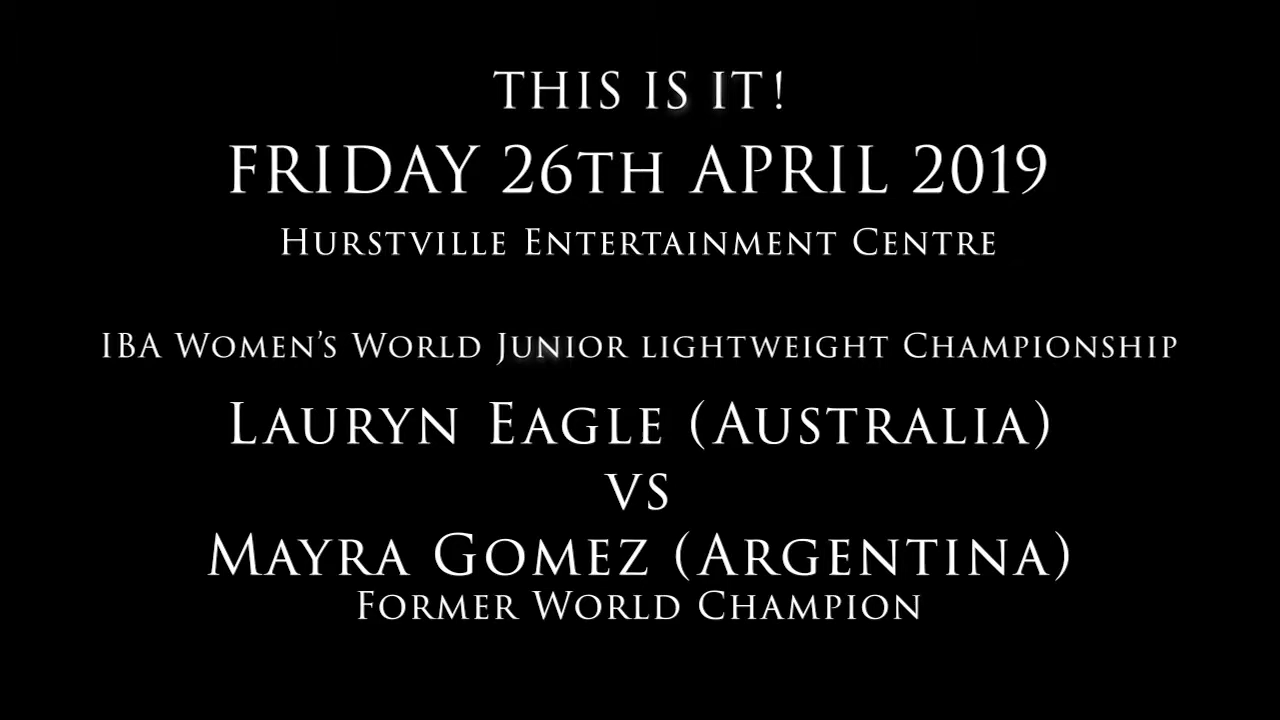 THIS IS IT!
FRIDAY 26TH APRIL 2019
HURSTVILLE ENTERTAINMENT CENTRE
IBA WOMEN'S WORLD JUNIOR LIGHTWEIGHT CHAMPIONSHIP
LAURYN EAGLE (AUSTRALIA)
VS
MAYRA GOMEZ (ARGENTINA)
FORMER WORLD CHAMPION